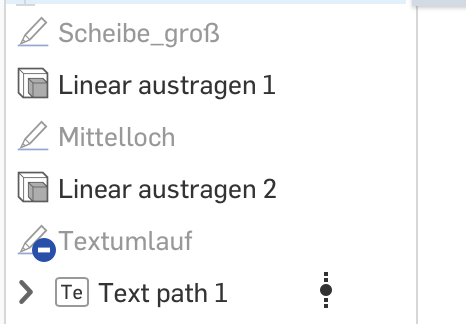 Scheibe_groß
Linear austragen 1
Mittelloch
Linear austragen 2
Textumlauf
Te Text path 1